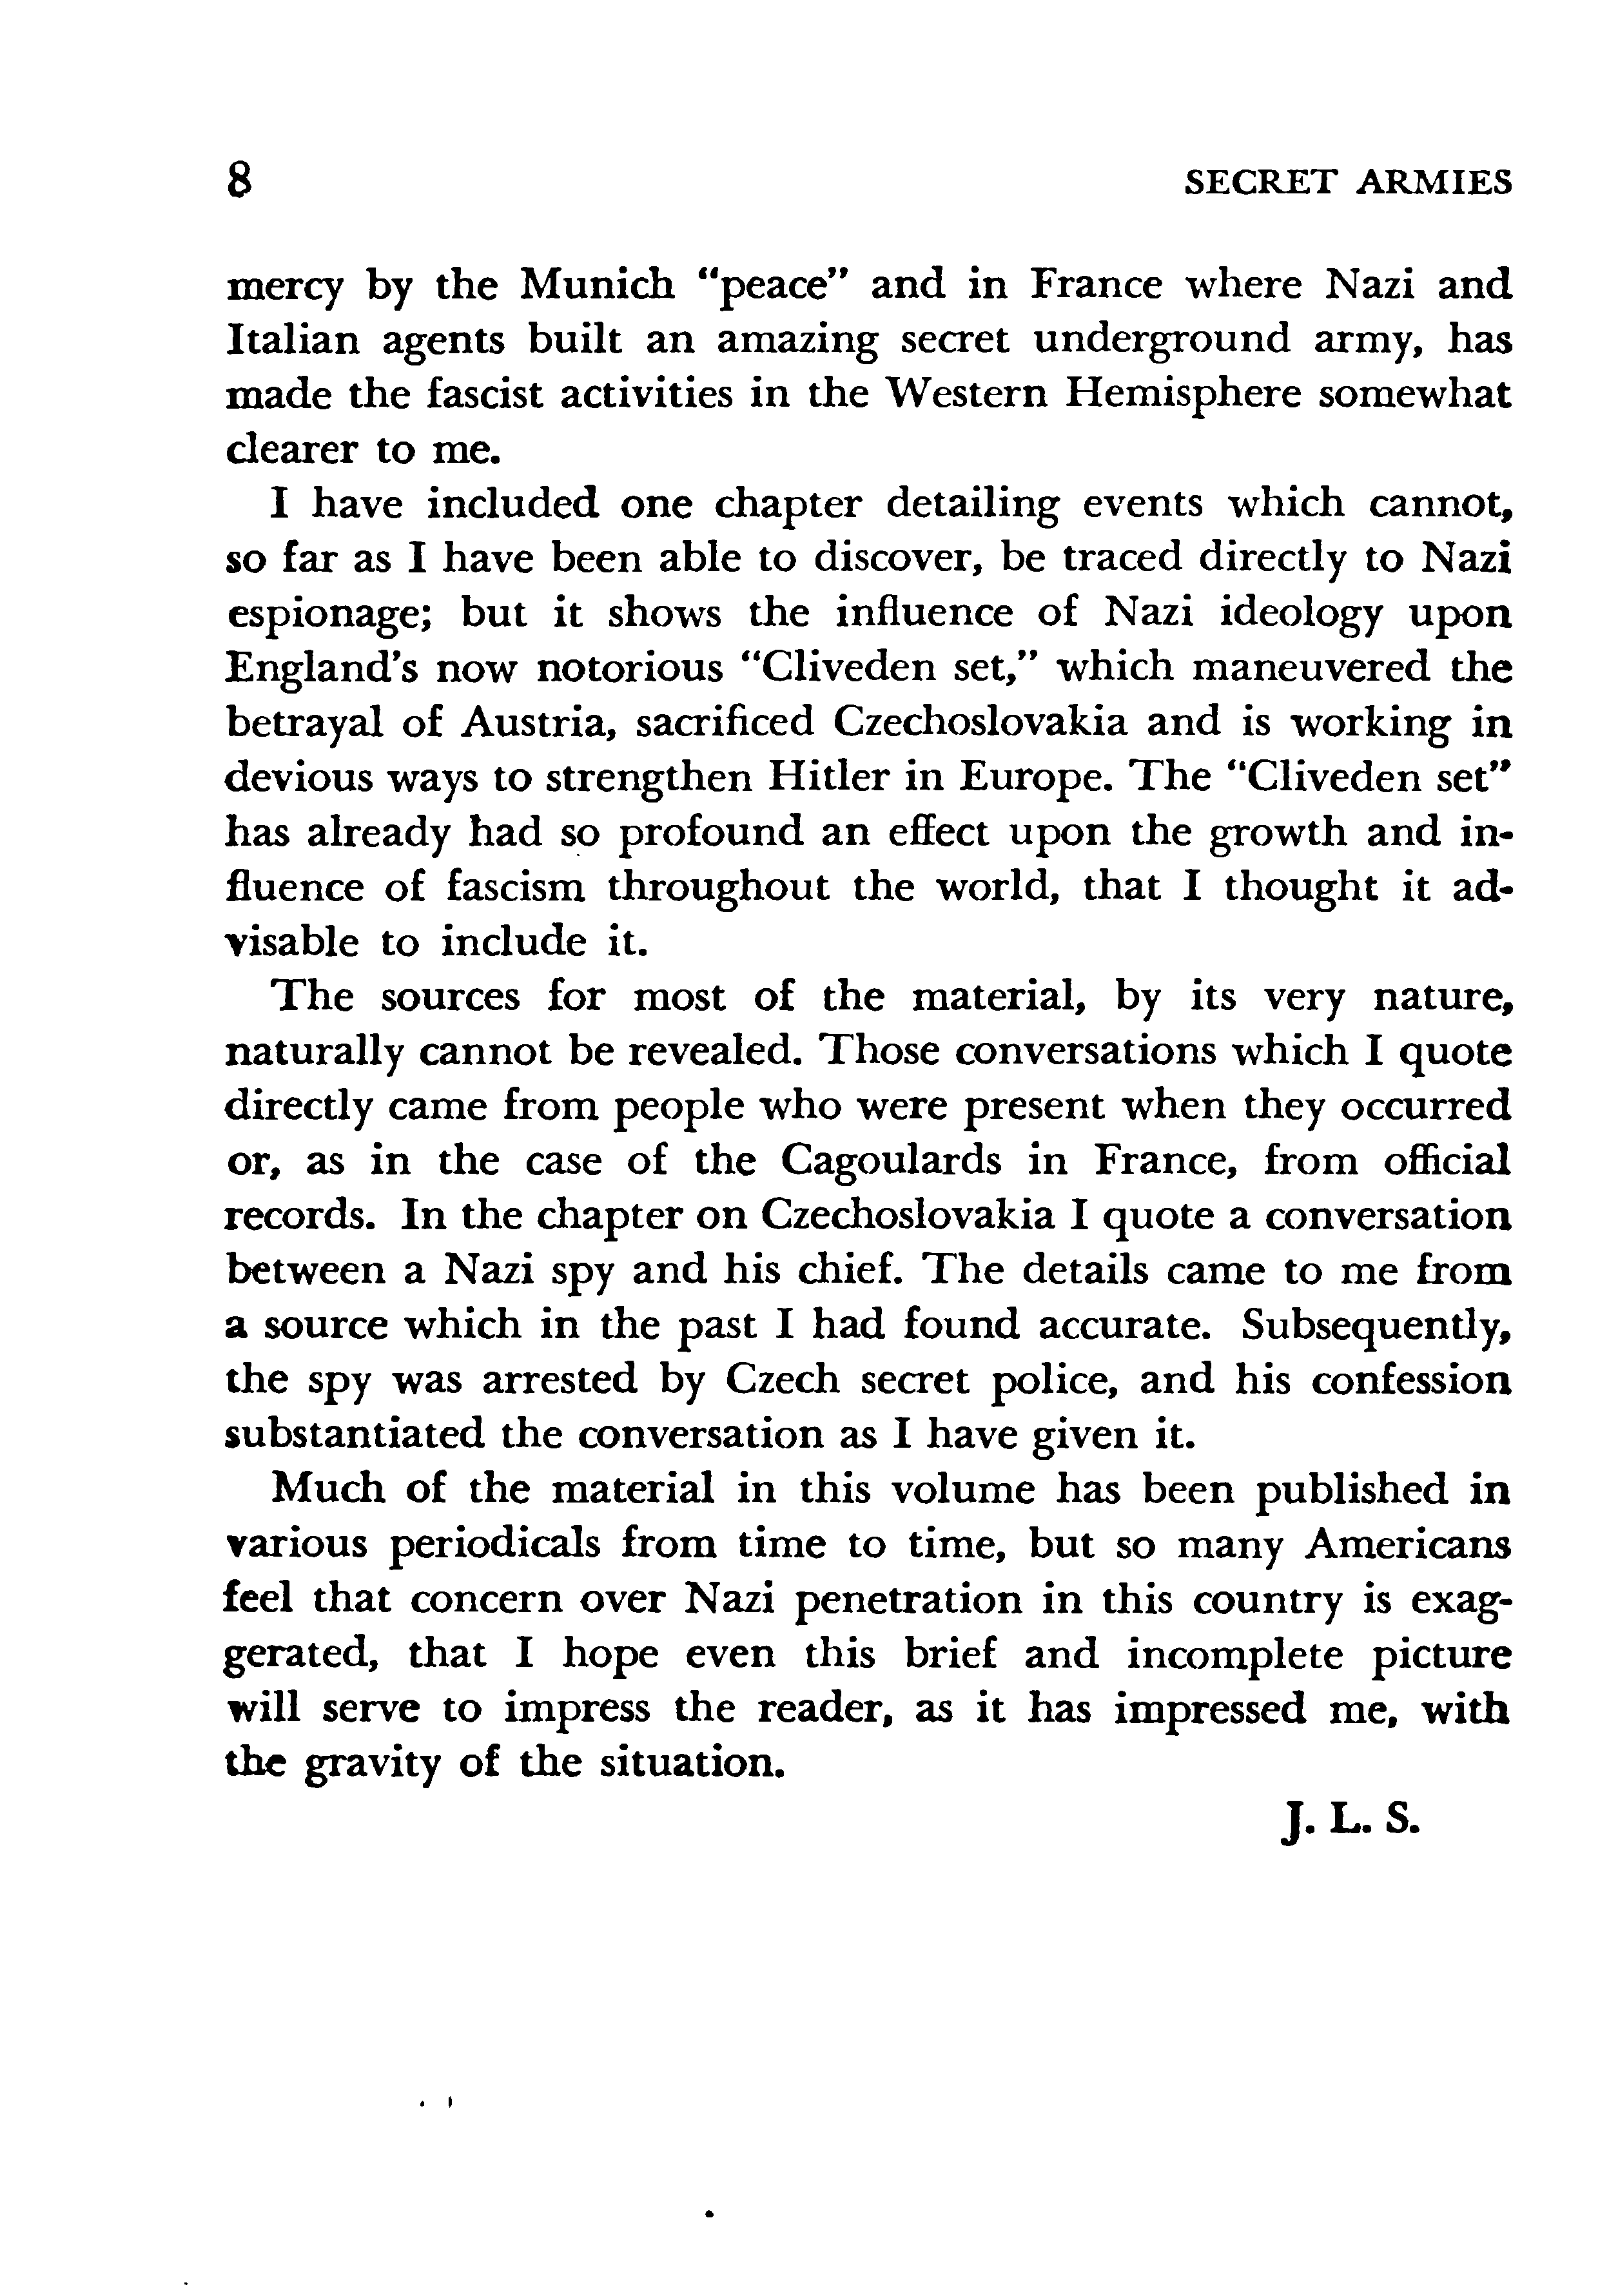 8 SECRET ARMIES
mercy by the Munich “peace” and in France where Nazi and
Italian agents built an amazing secret underground army, has
made the fascist activities in the Western Hemisphere somewhat
clearer to me.
I have included one chapter detailing events which cannot,
so far as I have been able to discover, be traced directly to Nazi
espionage; but it shows the influence of Nazi ideology upon
England's now notorious “Cliveden set,” which maneuvered the
betrayal of Austria, sacrificed Czechoslovakia and is working in
devious ways to strengthen Hitler in Europe. The “Cliveden set”
has already had so profound an effect upon the growth and in-
fluence of fascism throughout the world, that I thought it ad-
visable to include it.
The sources for most of the material, by its very nature,
naturally cannot be revealed. Those conversations which I quote
directly came from people who were present when they occurred
or, as in the case of the Cagoulards in France, from official
records. In the chapter on Czechoslovakia I quote a conversation
between a Nazi spy and his chief. The details came to me from
a source which in the past I had found accurate. Subsequently,
the spy was arrested by Czech secret police, and his confession
substantiated the conversation as I have given it.
Much of the material in this volume has been published in
various periodicals from time to time, but so many Americans
feel that concern over Nazi penetration in this country is exag-
gerated, that I hope even this brief and incomplete picture
will serve to impress the reader, as it has impressed me, with
the gravity of the situation.
J. L. S.